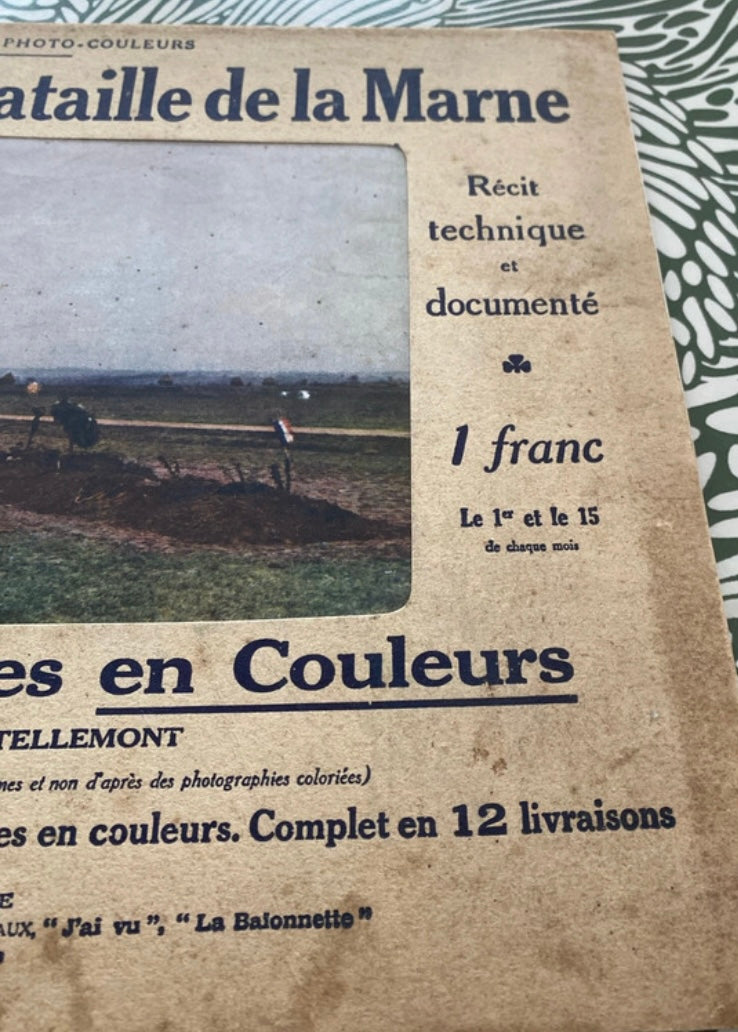 PHOTO-COULEURS
ataille de la Marne
Récit
technique
et
documenté
1 franc
Le 1er et le 15
de chaque mois
es en Couleurs
TELLEMONT
mes et non d'après des photographies coloriées)
es en couleurs. Complet en 12 livraisons
E
AUX, “J'ai vu”, “La Baïonnette”